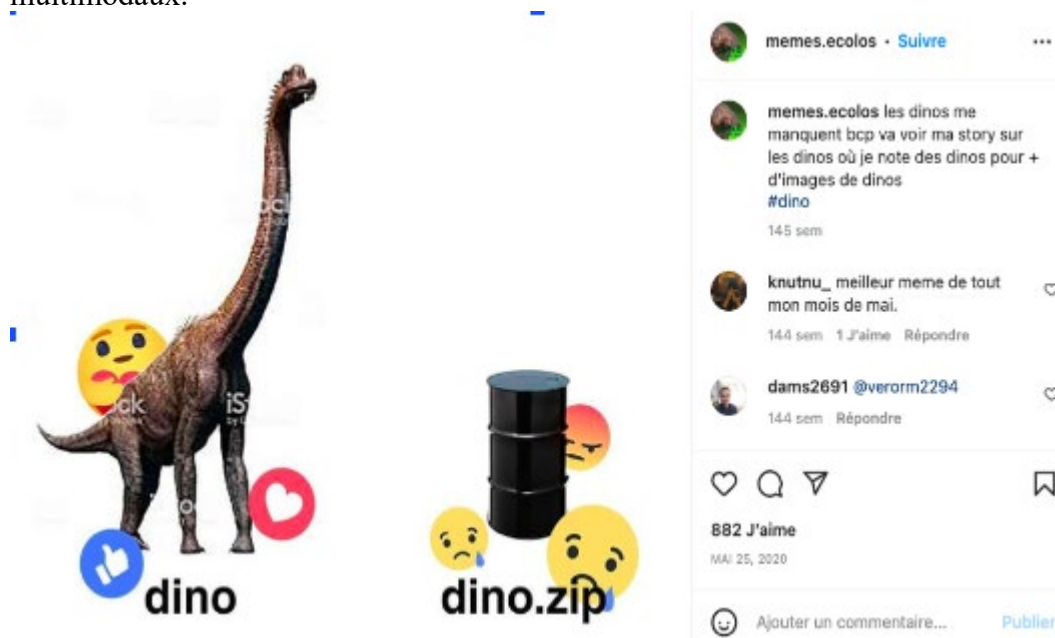 multimodaux.
dino
dino.zip
memes.ecolos • Suivre
memes.ecolos les dinos me
manquent bcp va voir ma story sur
les dinos où je note des dinos pour +
d'images de dinos
#dino
145 sem
knutnu_ meilleur meme de tout
mon mois de mai.
144 sem 1 J'aime Répondre
dams2691 @verorm2294
144 sem Répondre
882 J'aime
MAI 25, 2020
Ajouter un commentaire... Publier